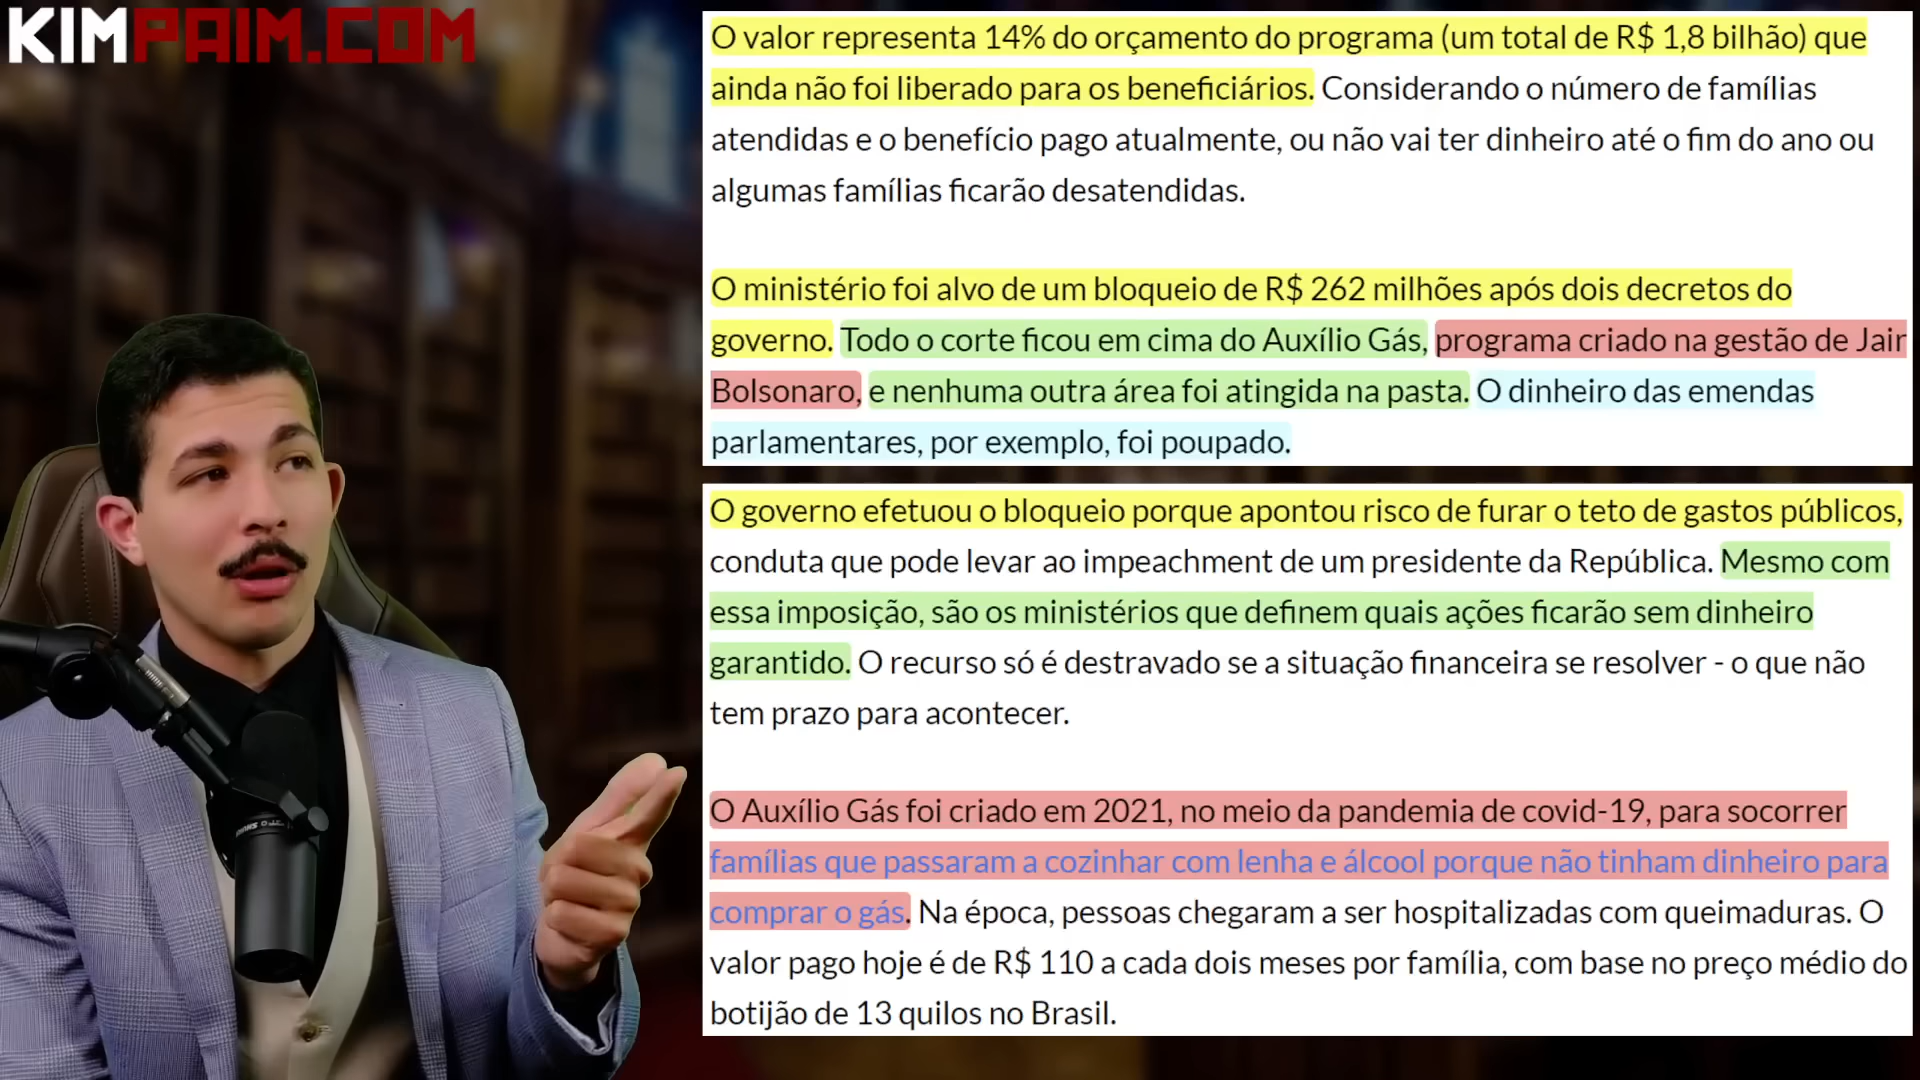 KIMPAIM.COM
O valor representa 14% do orçamento do programa (um total de R$ 1,8 bilhão) que
ainda não foi liberado para os beneficiários. Considerando o número de famílias
atendidas e o benefício pago atualmente, ou não vai ter dinheiro até o fim do ano ou
algumas famílias ficarão desatendidas.
O ministério foi alvo de um bloqueio de R$ 262 milhões após dois decretos do
governo. Todo o corte ficou em cima do Auxílio Gás, programa criado na gestão de Jair
Bolsonaro, e nenhuma outra área foi atingida na pasta. O dinheiro das emendas
parlamentares, por exemplo, foi poupado.
O governo efetuou o bloqueio porque apontou risco de furar o teto de gastos públicos,
conduta que pode levar ao impeachment de um presidente da República. Mesmo com
essa imposição, são os ministérios que definem quais ações ficarão sem dinheiro
garantido. O recurso só é destravado se a situação financeira se resolver - o que não
tem prazo para acontecer.
O Auxílio Gás foi criado em 2021, no meio da pandemia de covid-19, para socorrer
famílias que passaram a cozinhar com lenha e álcool porque não tinham dinheiro para
comprar o gás. Na época, pessoas chegaram a ser hospitalizadas com queimaduras. O
valor pago hoje é de R$ 110 a cada dois meses por família, com base no preço médio do
botijão de 13 quilos no Brasil.